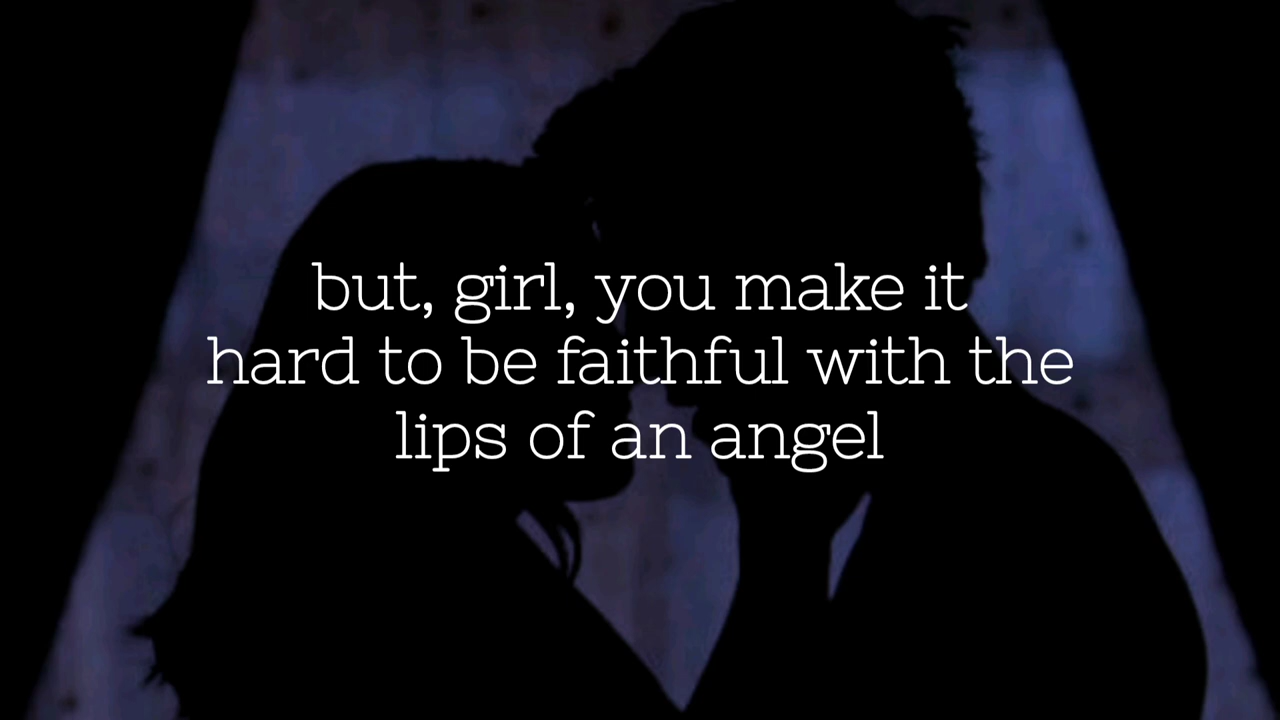 but, girl, you make it
hard to be faithful with the
lips of an angel